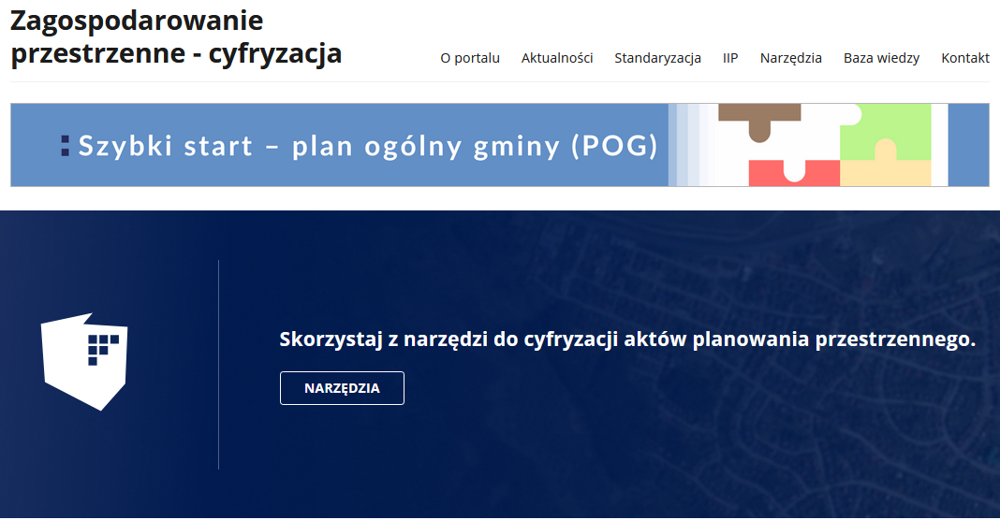 Zagospodarowanie
przestrzenne - cyfryzacja
O portalu Aktualności Standaryzacja IIP Narzędzia Baza wiedzy Kontakt
Szybki start – plan ogólny gminy (POG)
Skorzystaj z narzędzi do cyfryzacji aktów planowania przestrzennego.
NARZĘDZIA